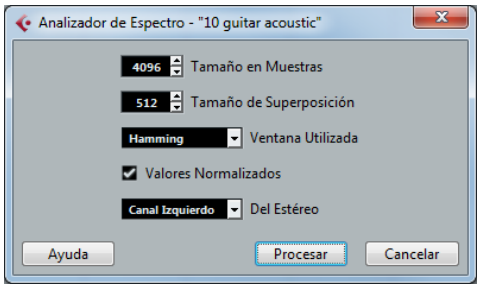 Analizador de Espectro - "10 guitar acoustic"
4096 Tamaño en Muestras
512 Tamaño de Superposición
Hamming Ventana Utilizada
Valores Normalizados
Canal Izquierdo Del Estéreo
Ayuda Procesar Cancelar